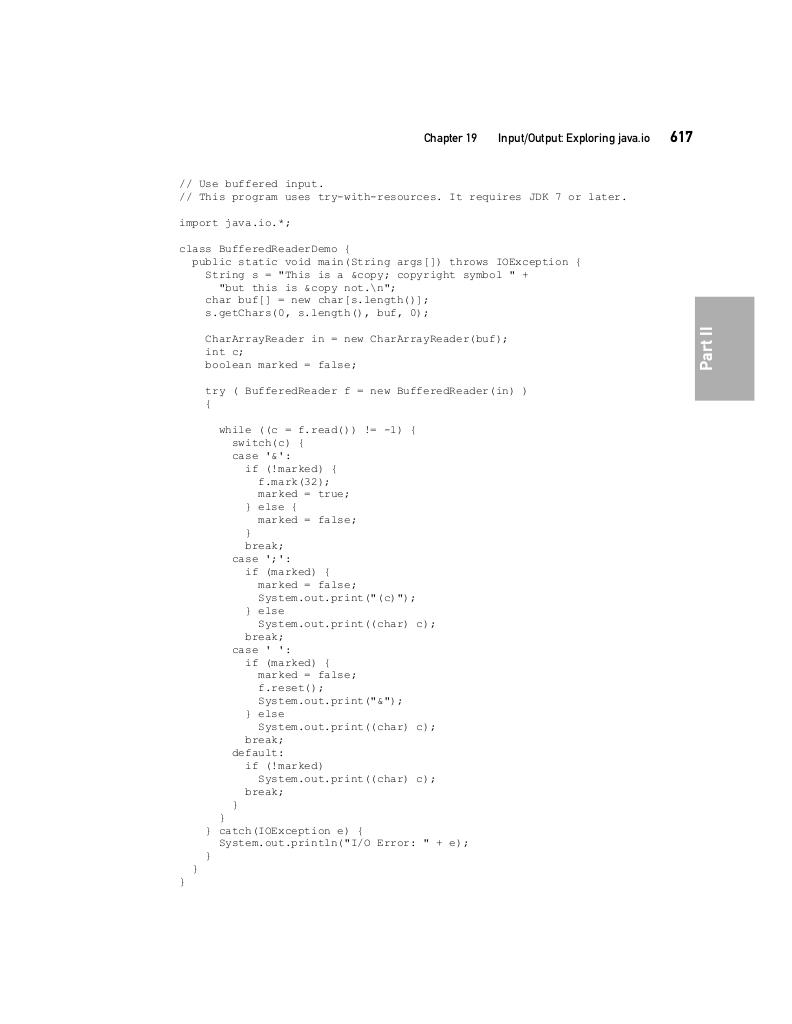 Chapter 19 Input/Output: Exploring java.io 617
// Use buffered input.
// This program uses try-with-resources. It requires JDK 7 or later.
import java.io.*;
class BufferedReaderDemo {
  public static void main(String args[]) throws IOException {
    String s = "This is a &copy; copyright symbol " +
      "but this is &copy not.\n";
    char buf[] = new char[s.length()];
    s.getChars(0, s.length(), buf, 0);
    CharArrayReader in = new CharArrayReader(buf);
    int c;
    boolean marked = false;
    try ( BufferedReader f = new BufferedReader(in) )
    {
      while ((c = f.read()) != -1) {
        switch(c) {
        case '&':
          if (!marked) {
            f.mark(32);
            marked = true;
          } else {
            marked = false;
          }
          break;
        case ';':
          if (marked) {
            marked = false;
            System.out.print("(c)");
          } else
            System.out.print((char) c);
          break;
        case ' ':
          if (marked) {
            marked = false;
            f.reset();
            System.out.print("&");
          } else
            System.out.print((char) c);
          break;
        default:
          if (!marked)
            System.out.print((char) c);
          break;
        }
      }
    } catch(IOException e) {
      System.out.println("I/O Error: " + e);
    }
  }
}
Part II